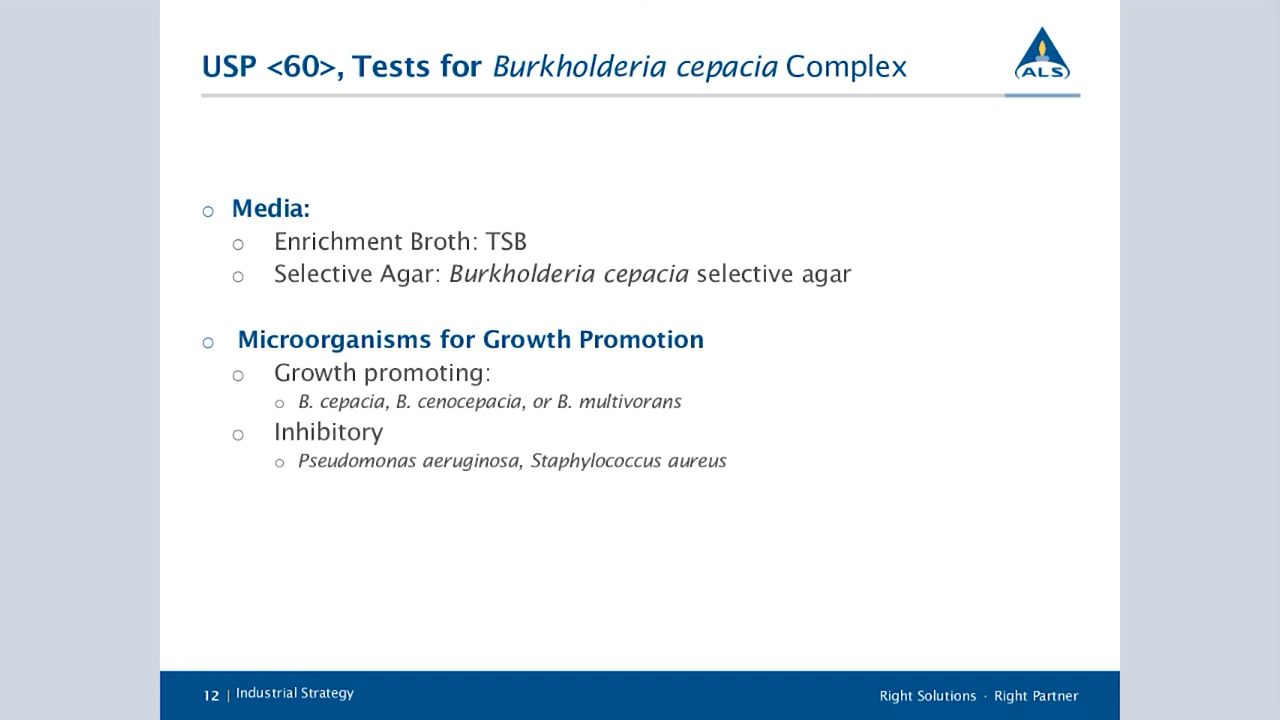 USP <60>, Tests for Burkholderia cepacia Complex
ALS
Media:
Enrichment Broth: TSB
Selective Agar: Burkholderia cepacia selective agar
Microorganisms for Growth Promotion
Growth promoting:
B. cepacia, B. cenocepacia, or B. multivorans
Inhibitory
Pseudomonas aeruginosa, Staphylococcus aureus
12 | Industrial Strategy
Right Solutions · Right Partner